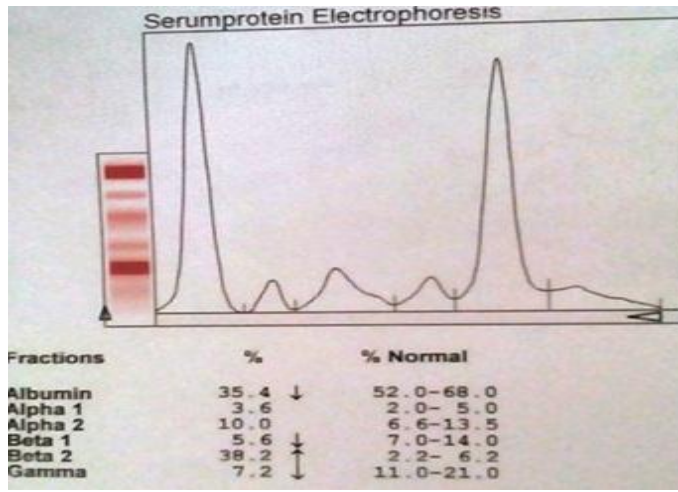 Serumprotein Electrophoresis
Fractions % % Normal
Albumin 35.4 ↓ 52.0-68.0
Alpha 1 3.6 2.0- 5.0
Alpha 2 10.0 6.6-13.5
Beta 1 5.6 ↓ 7.0-14.0
Beta 2 38.2 ↑ 2.2- 6.2
Gamma 7.2 ↓ 11.0-21.0